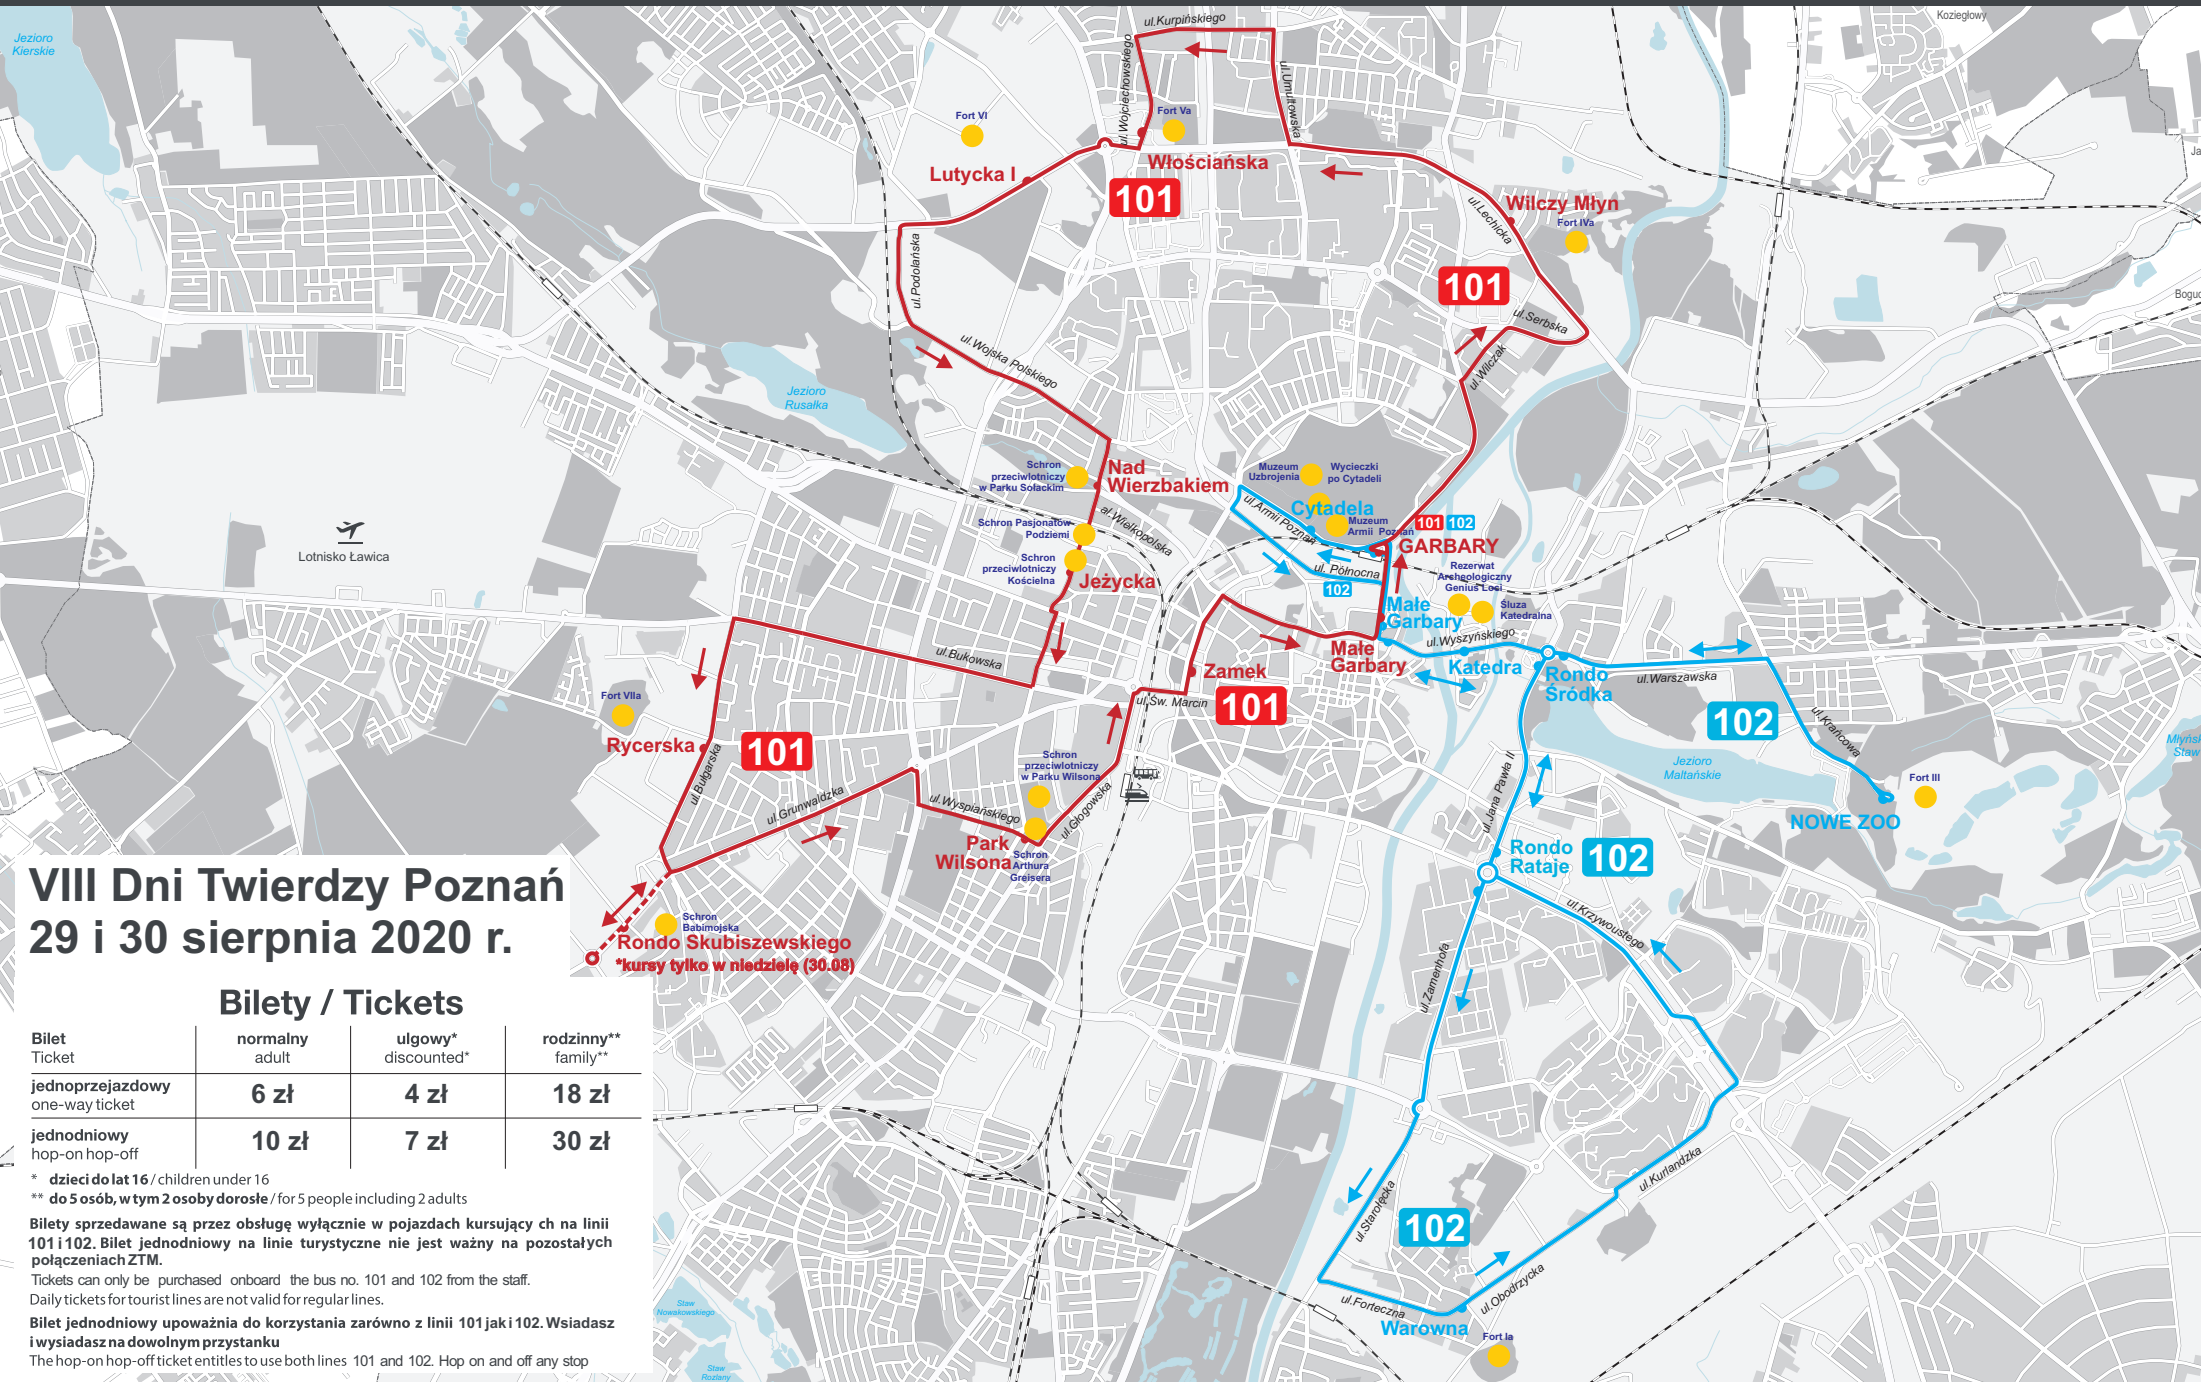 Jezioro
Kierskie
ul.Kurpińskiego
Koziegłowy
ul.Wojciechowskiego
ul.Umultowska
Fort VI
Fort Va
Lutycka I
Włościańska
101
ul.Lechicka
Wilczy Młyn
Fort IVa
ul.Podolańska
101
Boguc
ul.Serbska
ul.Wojska Polskiego
ul.Wilczak
Jezioro
Rusałka
Schron
przeciwlotniczy
w Parku Sołackim
Nad
Wierzbakiem
Muzeum
Uzbrojenia
Wycieczki
po Cytadeli
Cytadela
ul.Armii Poznań
Muzeum
Armii Poznań
101 102
GARBARY
al.Wielkopolska
Schron Pasjonatów
Podziemi
Schron
przeciwlotniczy
Kościelna
Jeżycka
Lotnisko Ławica
ul. Północna
102
Rezerwat
Archeologiczny
Genius Loci
Śluza
Katedralna
Małe
Garbary
ul.Wyszyńskiego
Małe
Garbary
Katedra
Rondo
Śródka
ul.Warszawska
ul.Bukowska
Zamek
101
ul.Św. Marcin
102
ul.Krańcowa
Fort VIIa
Rycerska
101
ul.Bułgarska
Schron
przeciwlotniczy
w Parku Wilsona
Jezioro
Maltańskie
Młyńsk
Staw
Fort III
NOWE ZOO
ul.Grunwaldzka
ul.Wyspiańskiego
ul.Głogowska
ul.Jana Pawła II
Park
Wilsona
Schron
Arthura
Greisera
Rondo
Rataje
102
VIII Dni Twierdzy Poznań
29 i 30 sierpnia 2020 r.
Schron
Babimojska
Rondo Skubiszewskiego
*kursy tylko w niedzielę (30.08)
ul.Krzywoustego
ul.Zamenhofa
Bilety / Tickets
Bilet normalny ulgowy* rodzinny**
Ticket adult discounted* family**
jednoprzejazdowy 6 zł 4 zł 18 zł
one-way ticket
jednodniowy 10 zł 7 zł 30 zł
hop-on hop-off
* dzieci do lat 16 / children under 16
** do 5 osób, w tym 2 osoby dorosłe / for 5 people including 2 adults
Bilety sprzedawane są przez obsługę wyłącznie w pojazdach kursujący ch na linii
101 i 102. Bilet jednodniowy na linie turystyczne nie jest ważny na pozostałych
połączeniach ZTM.
Tickets can only be purchased onboard the bus no. 101 and 102 from the staff.
Daily tickets for tourist lines are not valid for regular lines.
Bilet jednodniowy upoważnia do korzystania zarówno z linii 101 jak i 102. Wsiadasz
i wysiadasz na dowolnym przystanku
The hop-on hop-off ticket entitles to use both lines 101 and 102. Hop on and off any stop
ul.Kurlandzka
ul.Starołęcka
102
ul.Obodrzycka
ul.Forteczna
Warowna
Fort Ia
Staw
Nowakowskiego
Staw
Rozlany